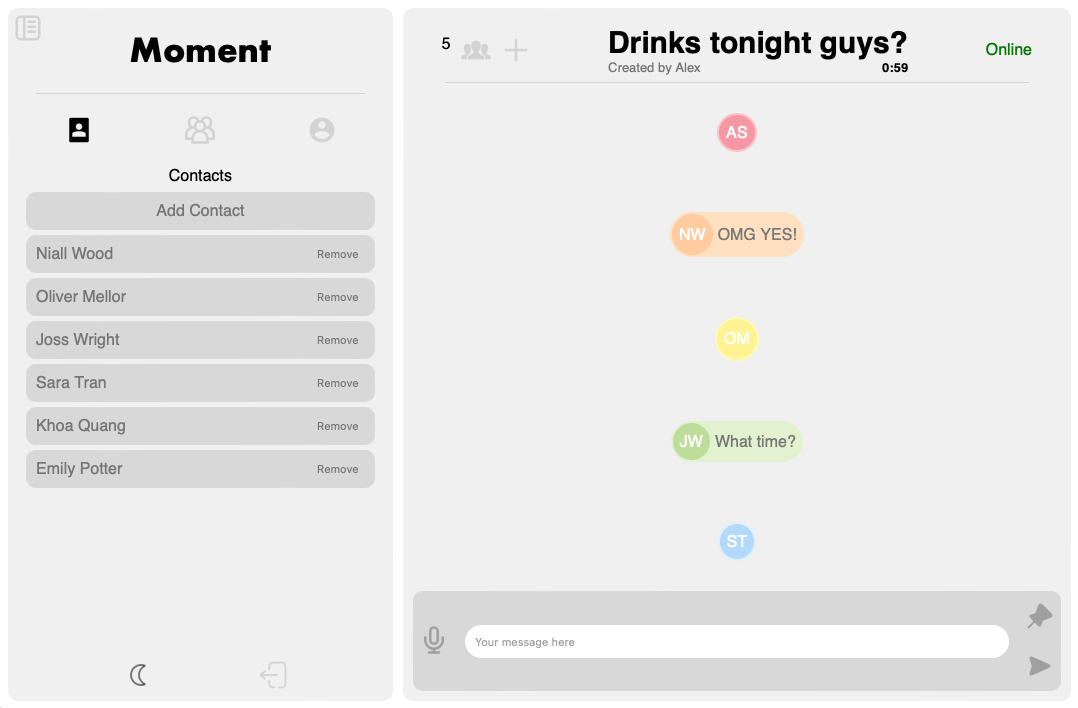 Moment
Contacts
Add Contact
Niall Wood Remove
Oliver Mellor Remove
Joss Wright Remove
Sara Tran Remove
Khoa Quang Remove
Emily Potter Remove
5
Drinks tonight guys?
Created by Alex 0:59
Online
AS
NW OMG YES!
OM
JW What time?
ST
Your message here